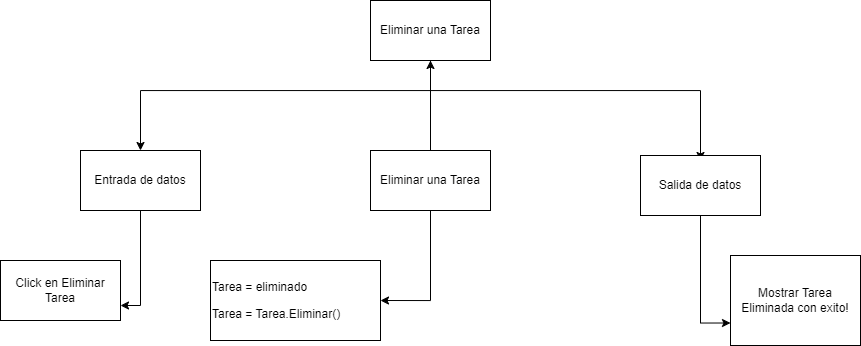 Eliminar una Tarea
Entrada de datos
Eliminar una Tarea
Salida de datos
Click en Eliminar
Tarea
Tarea = eliminado
Tarea = Tarea.Eliminar()
Mostrar Tarea
Eliminada con exito!